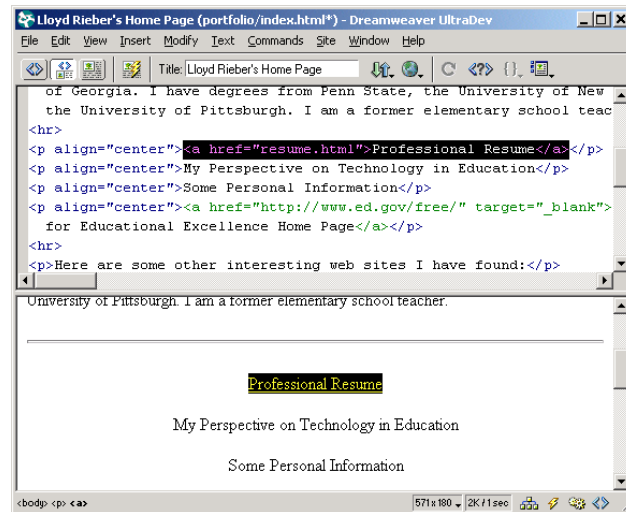 Lloyd Rieber's Home Page (portfolio/index.html*) - Dreamweaver UltraDev
File Edit View Insert Modify Text Commands Site Window Help
Title: Lloyd Rieber's Home Page
of Georgia. I have degrees from Penn State, the University of New
the University of Pittsburgh. I am a former elementary school teac
<hr>
<p align="center"><a href="resume.html">Professional Resume</a></p>
<p align="center">My Perspective on Technology in Education</p>
<p align="center">Some Personal Information</p>
<p align="center"><a href="http://www.ed.gov/free/" target="_blank">
for Educational Excellence Home Page</a></p>
<hr>
<p>Here are some other interesting web sites I have found:</p>
University of Pittsburgh. I am a former elementary school teacher.
Professional Resume
My Perspective on Technology in Education
Some Personal Information
<body> <p> <a> 571 x 180 2K / 1 sec